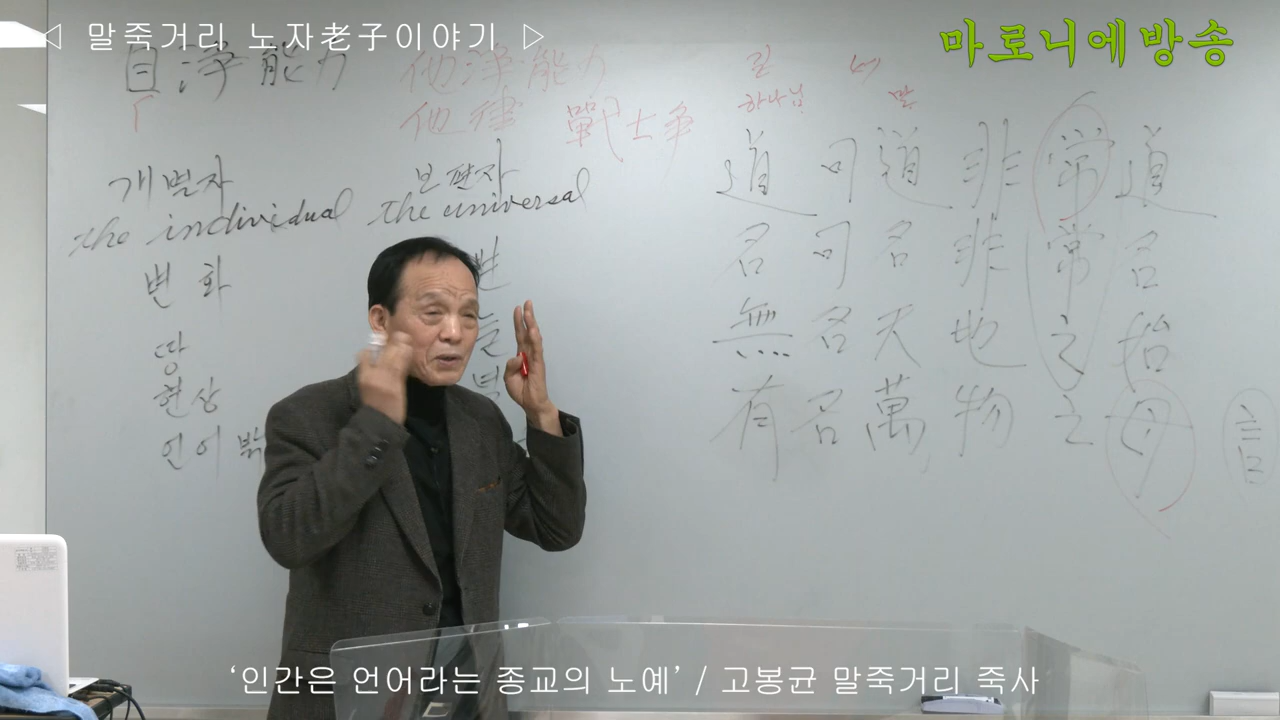 ◁ 말죽거리 노자老子이야기 ▷
마로니에방송
自淨能力 他淨能力
他律 戰士爭
길
하나님 말
개별자 보편자
the individual the universal
변화
땅
현상
언어 밖
道可道非常道
名可名非常名
無名天地之始
有名萬物之母
言
‘인간은 언어라는 종교의 노예’ / 고봉균 말죽거리 죽사